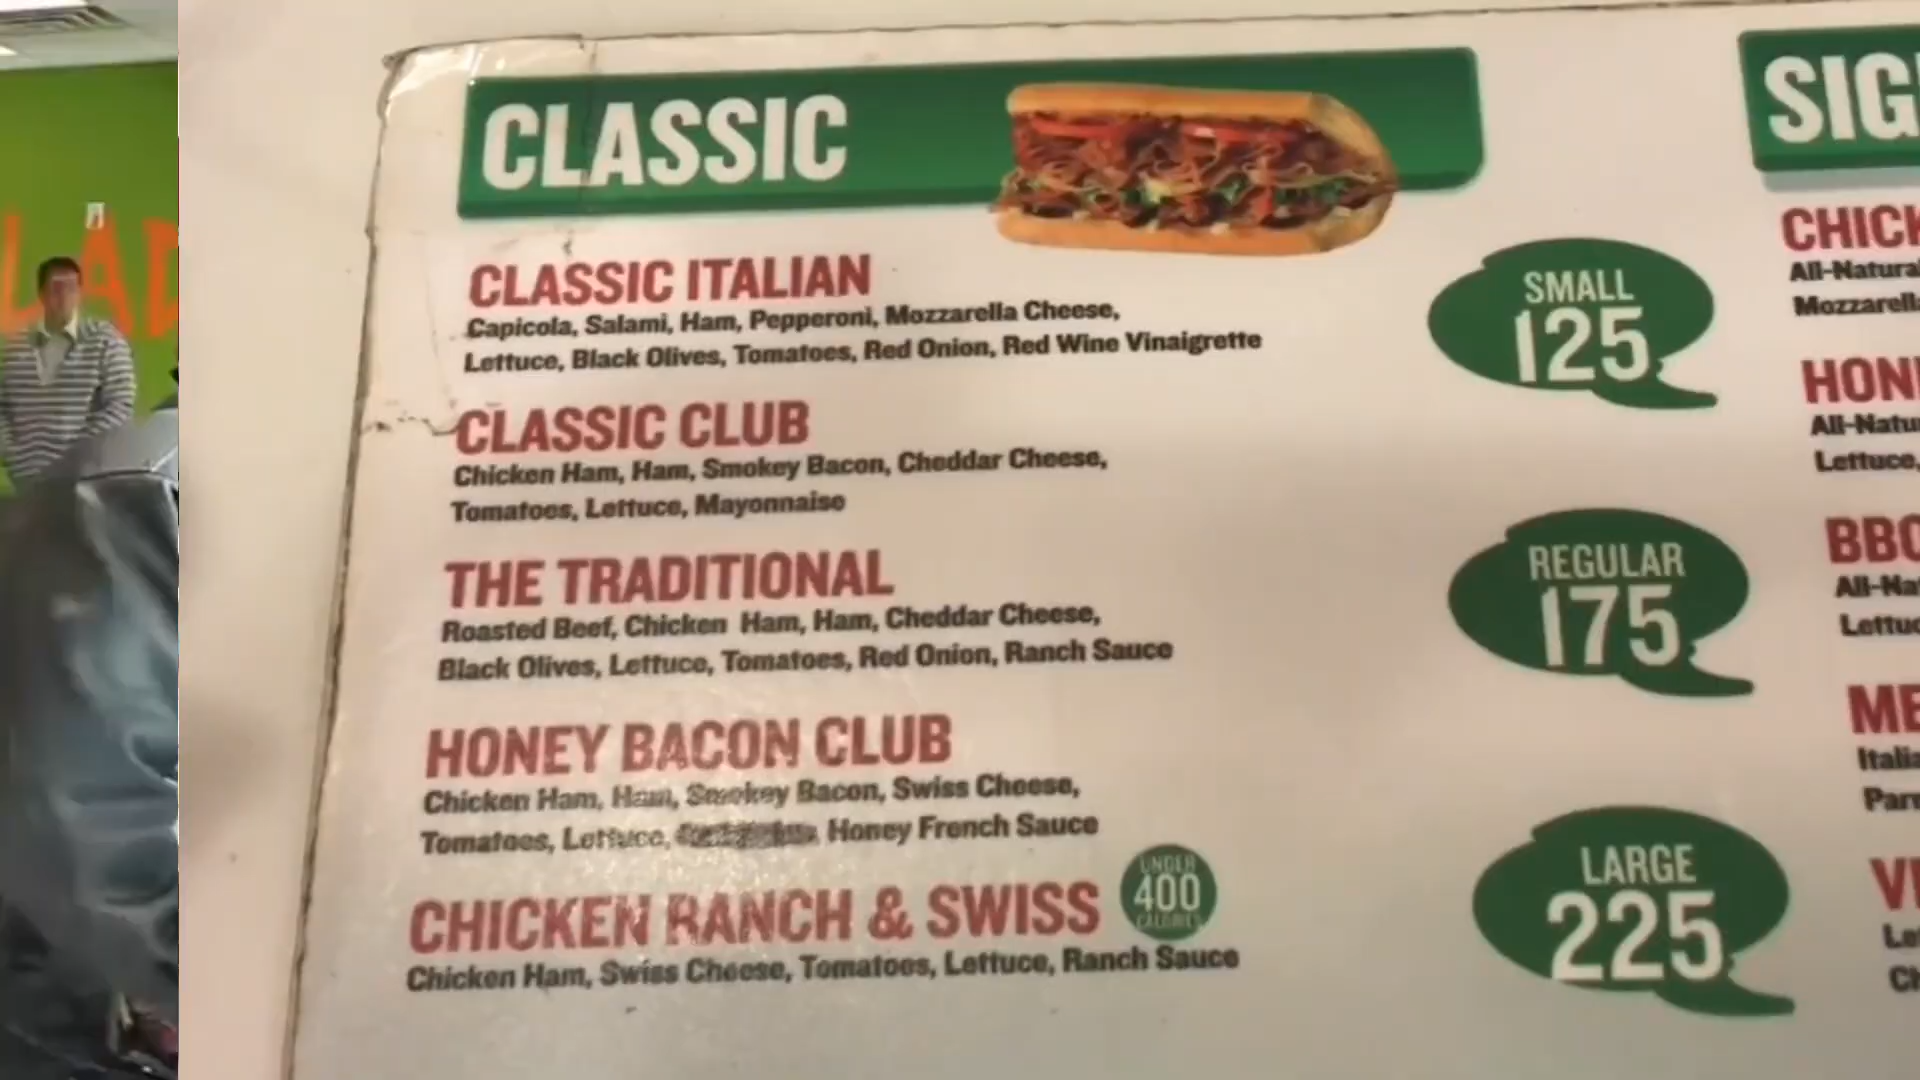 LAD
CLASSIC
CLASSIC ITALIAN
Capicola, Salami, Ham, Pepperoni, Mozzarella Cheese,
Lettuce, Black Olives, Tomatoes, Red Onion, Red Wine Vinaigrette
CLASSIC CLUB
Chicken Ham, Ham, Smokey Bacon, Cheddar Cheese,
Tomatoes, Lettuce, Mayonnaise
THE TRADITIONAL
Roasted Beef, Chicken Ham, Ham, Cheddar Cheese,
Black Olives, Lettuce, Tomatoes, Red Onion, Ranch Sauce
HONEY BACON CLUB
Chicken Ham, Ham, Smokey Bacon, Swiss Cheese,
Tomatoes, Lettuce, Honey French Sauce
CHICKEN RANCH & SWISS
UNDER
400
CALORIES
Chicken Ham, Swiss Cheese, Tomatoes, Lettuce, Ranch Sauce
SMALL
125
REGULAR
175
LARGE
225
SIG
CHICK
All-Natural
Mozzarella
HON
All-Natu
Lettuce,
BBQ
All-Na
Lettuc
ME
Italia
Parm
Le
Ch